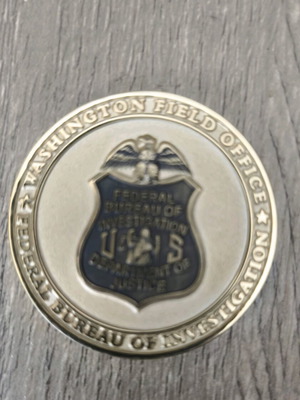 WASHINGTON FIELD OFFICE
FEDERAL BUREAU OF INVESTIGATION
FEDERAL
BUREAU OF
INVESTIGATION
U S
DEPARTMENT OF
JUSTICE